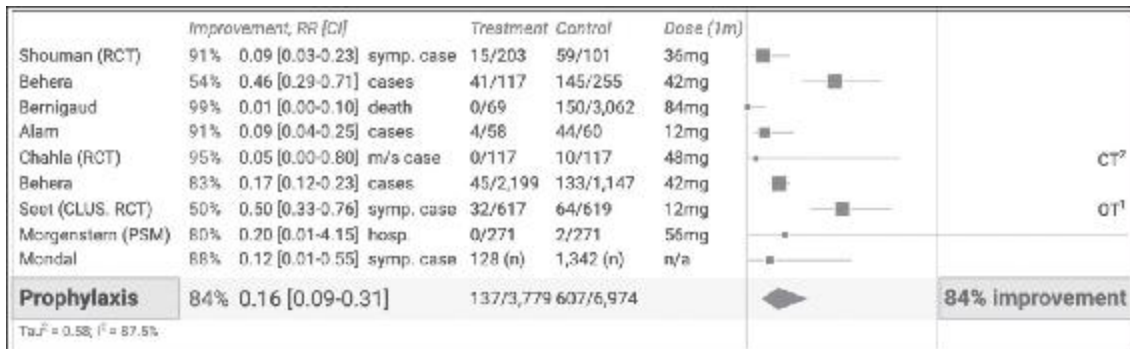 Improvement, RR [CI] Treatment Control Dose (1m)
Shouman (RCT) 91% 0.09 [0.03-0.23] symp. case 15/203 59/101 36mg
Behera 54% 0.46 [0.29-0.71] cases 41/117 145/255 42mg
Bernigaud 99% 0.01 [0.00-0.10] death 0/69 150/3,062 84mg
Alam 91% 0.09 [0.04-0.25] cases 4/58 44/60 12mg
Chahla (RCT) 95% 0.05 [0.00-0.80] m/s case 0/117 10/117 48mg CT²
Behera 83% 0.17 [0.12-0.23] cases 45/2,199 133/1,147 42mg
Seet (CLUS. RCT) 50% 0.50 [0.33-0.76] symp. case 32/617 64/619 12mg OT¹
Morgenstern (PSM) 80% 0.20 [0.01-4.15] hosp. 0/271 2/271 56mg
Mondal 88% 0.12 [0.01-0.55] symp. case 128 (n) 1,342 (n) n/a
Prophylaxis 84% 0.16 [0.09-0.31] 137/3,779 607/6,974 84% improvement
Tau² = 0.58; I² = 87.5%